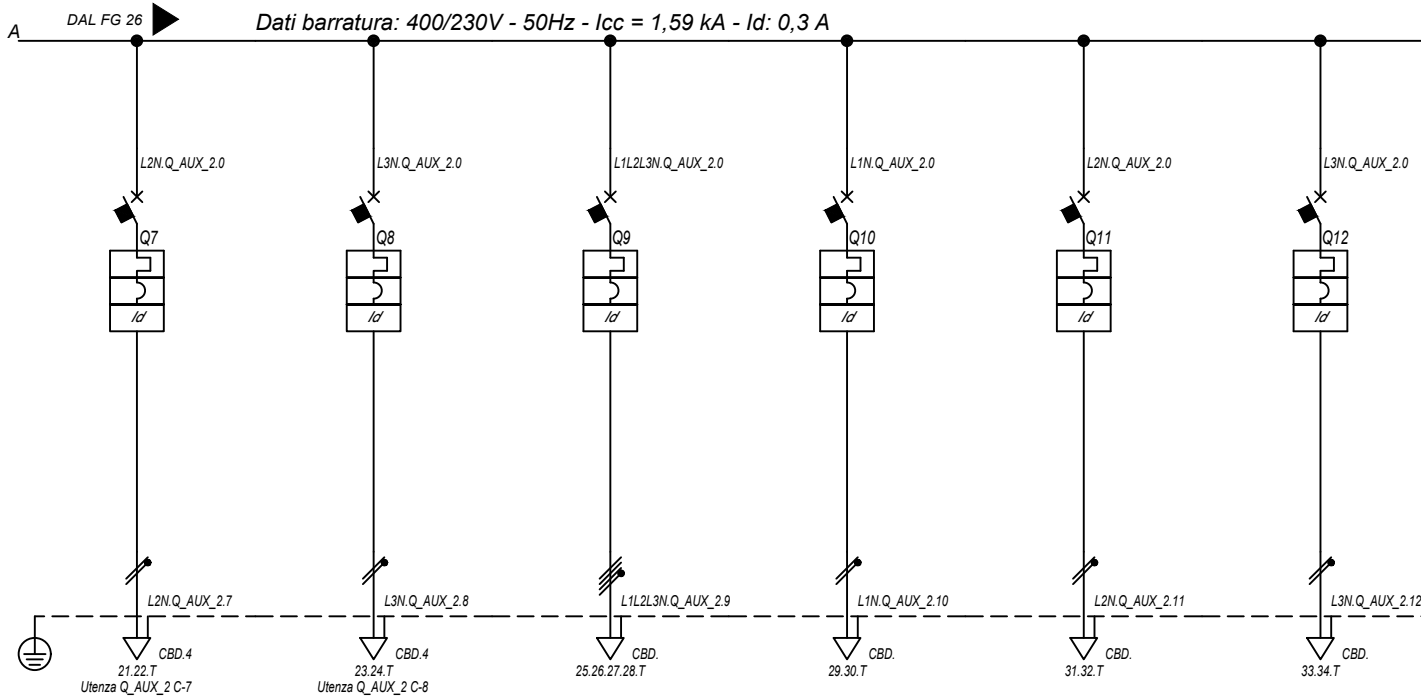 DAL FG 26
Dati barratura: 400/230V - 50Hz - Icc = 1,59 kA - Id: 0,3 A
A
L2N.Q_AUX_2.0
L3N.Q_AUX_2.0
L1L2L3N.Q_AUX_2.0
L1N.Q_AUX_2.0
L2N.Q_AUX_2.0
L3N.Q_AUX_2.0
Q7
Q8
Q9
Q10
Q11
Q12
Id
Id
Id
Id
Id
Id
L2N.Q_AUX_2.7
L3N.Q_AUX_2.8
L1L2L3N.Q_AUX_2.9
L1N.Q_AUX_2.10
L2N.Q_AUX_2.11
L3N.Q_AUX_2.12
CBD.4
CBD.4
CBD.
CBD.
CBD.
CBD.
21.22.T
23.24.T
25.26.27.28.T
29.30.T
31.32.T
33.34.T
Utenza Q_AUX_2 C-7
Utenza Q_AUX_2 C-8